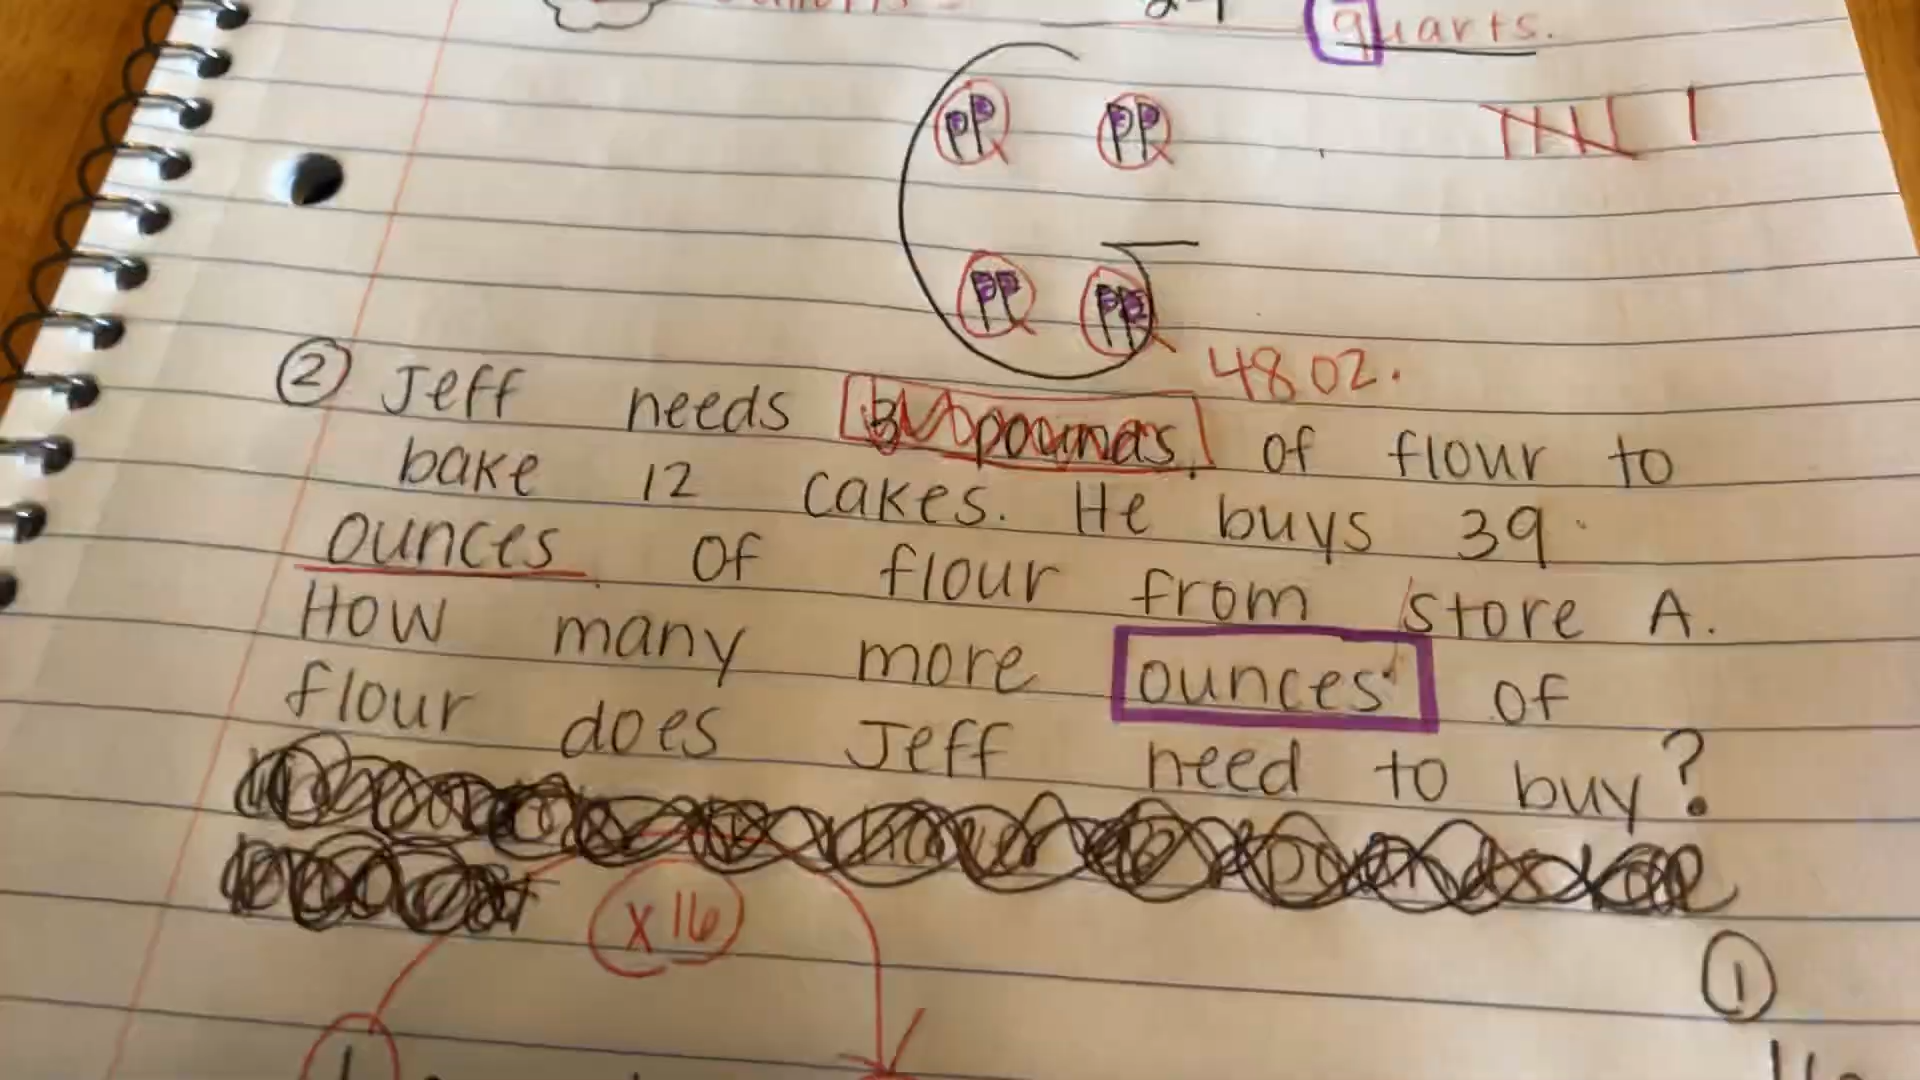 quarts.
PP PP
PP PP
48 oz.
② Jeff needs 3 pounds of flour to
bake 12 cakes. He buys 39
ounces of flour from store A.
How many more ounces of
flour does Jeff need to buy?
x 16
①